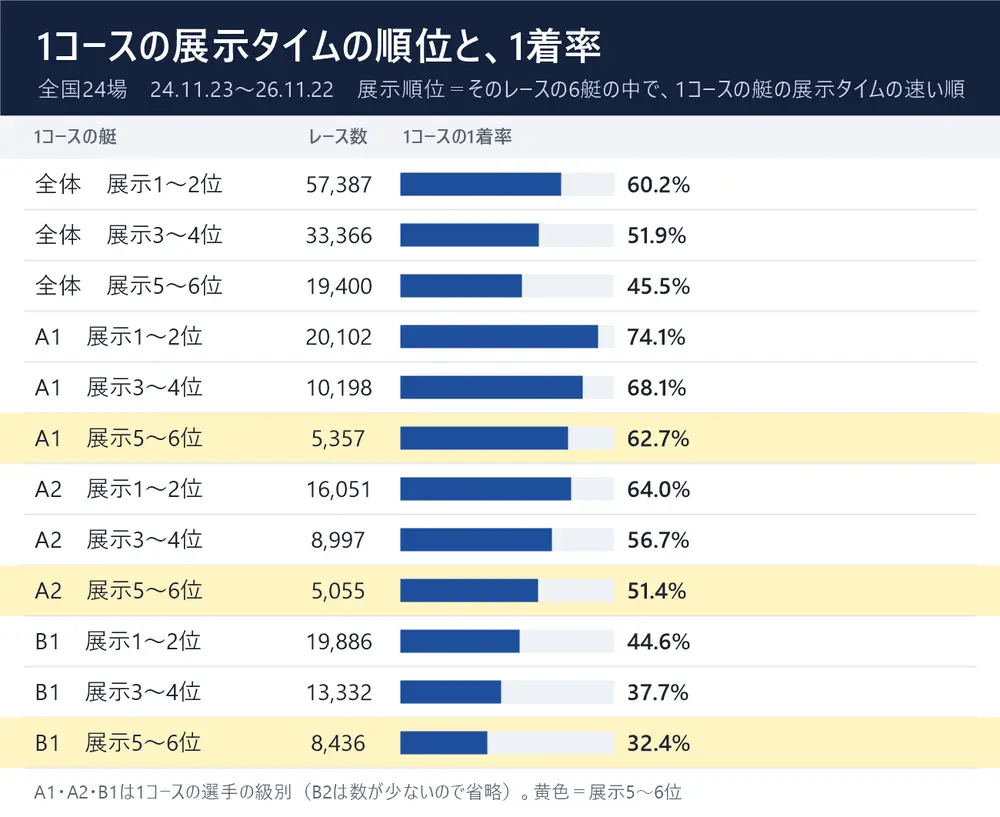 1コースの展示タイムの順位と、1着率
全国24場　24.11.23～26.11.22　展示順位＝そのレースの6艇の中で、1コースの艇の展示タイムの速い順
1コースの艇　レース数　1コースの1着率
全体　展示1～2位　57,387　60.2%
全体　展示3～4位　33,366　51.9%
全体　展示5～6位　19,400　45.5%
A1　展示1～2位　20,102　74.1%
A1　展示3～4位　10,198　68.1%
A1　展示5～6位　5,357　62.7%
A2　展示1～2位　16,051　64.0%
A2　展示3～4位　8,997　56.7%
A2　展示5～6位　5,055　51.4%
B1　展示1～2位　19,886　44.6%
B1　展示3～4位　13,332　37.7%
B1　展示5～6位　8,436　32.4%
A1・A2・B1は1コースの選手の級別（B2は数が少ないので省略）。黄色＝展示5～6位